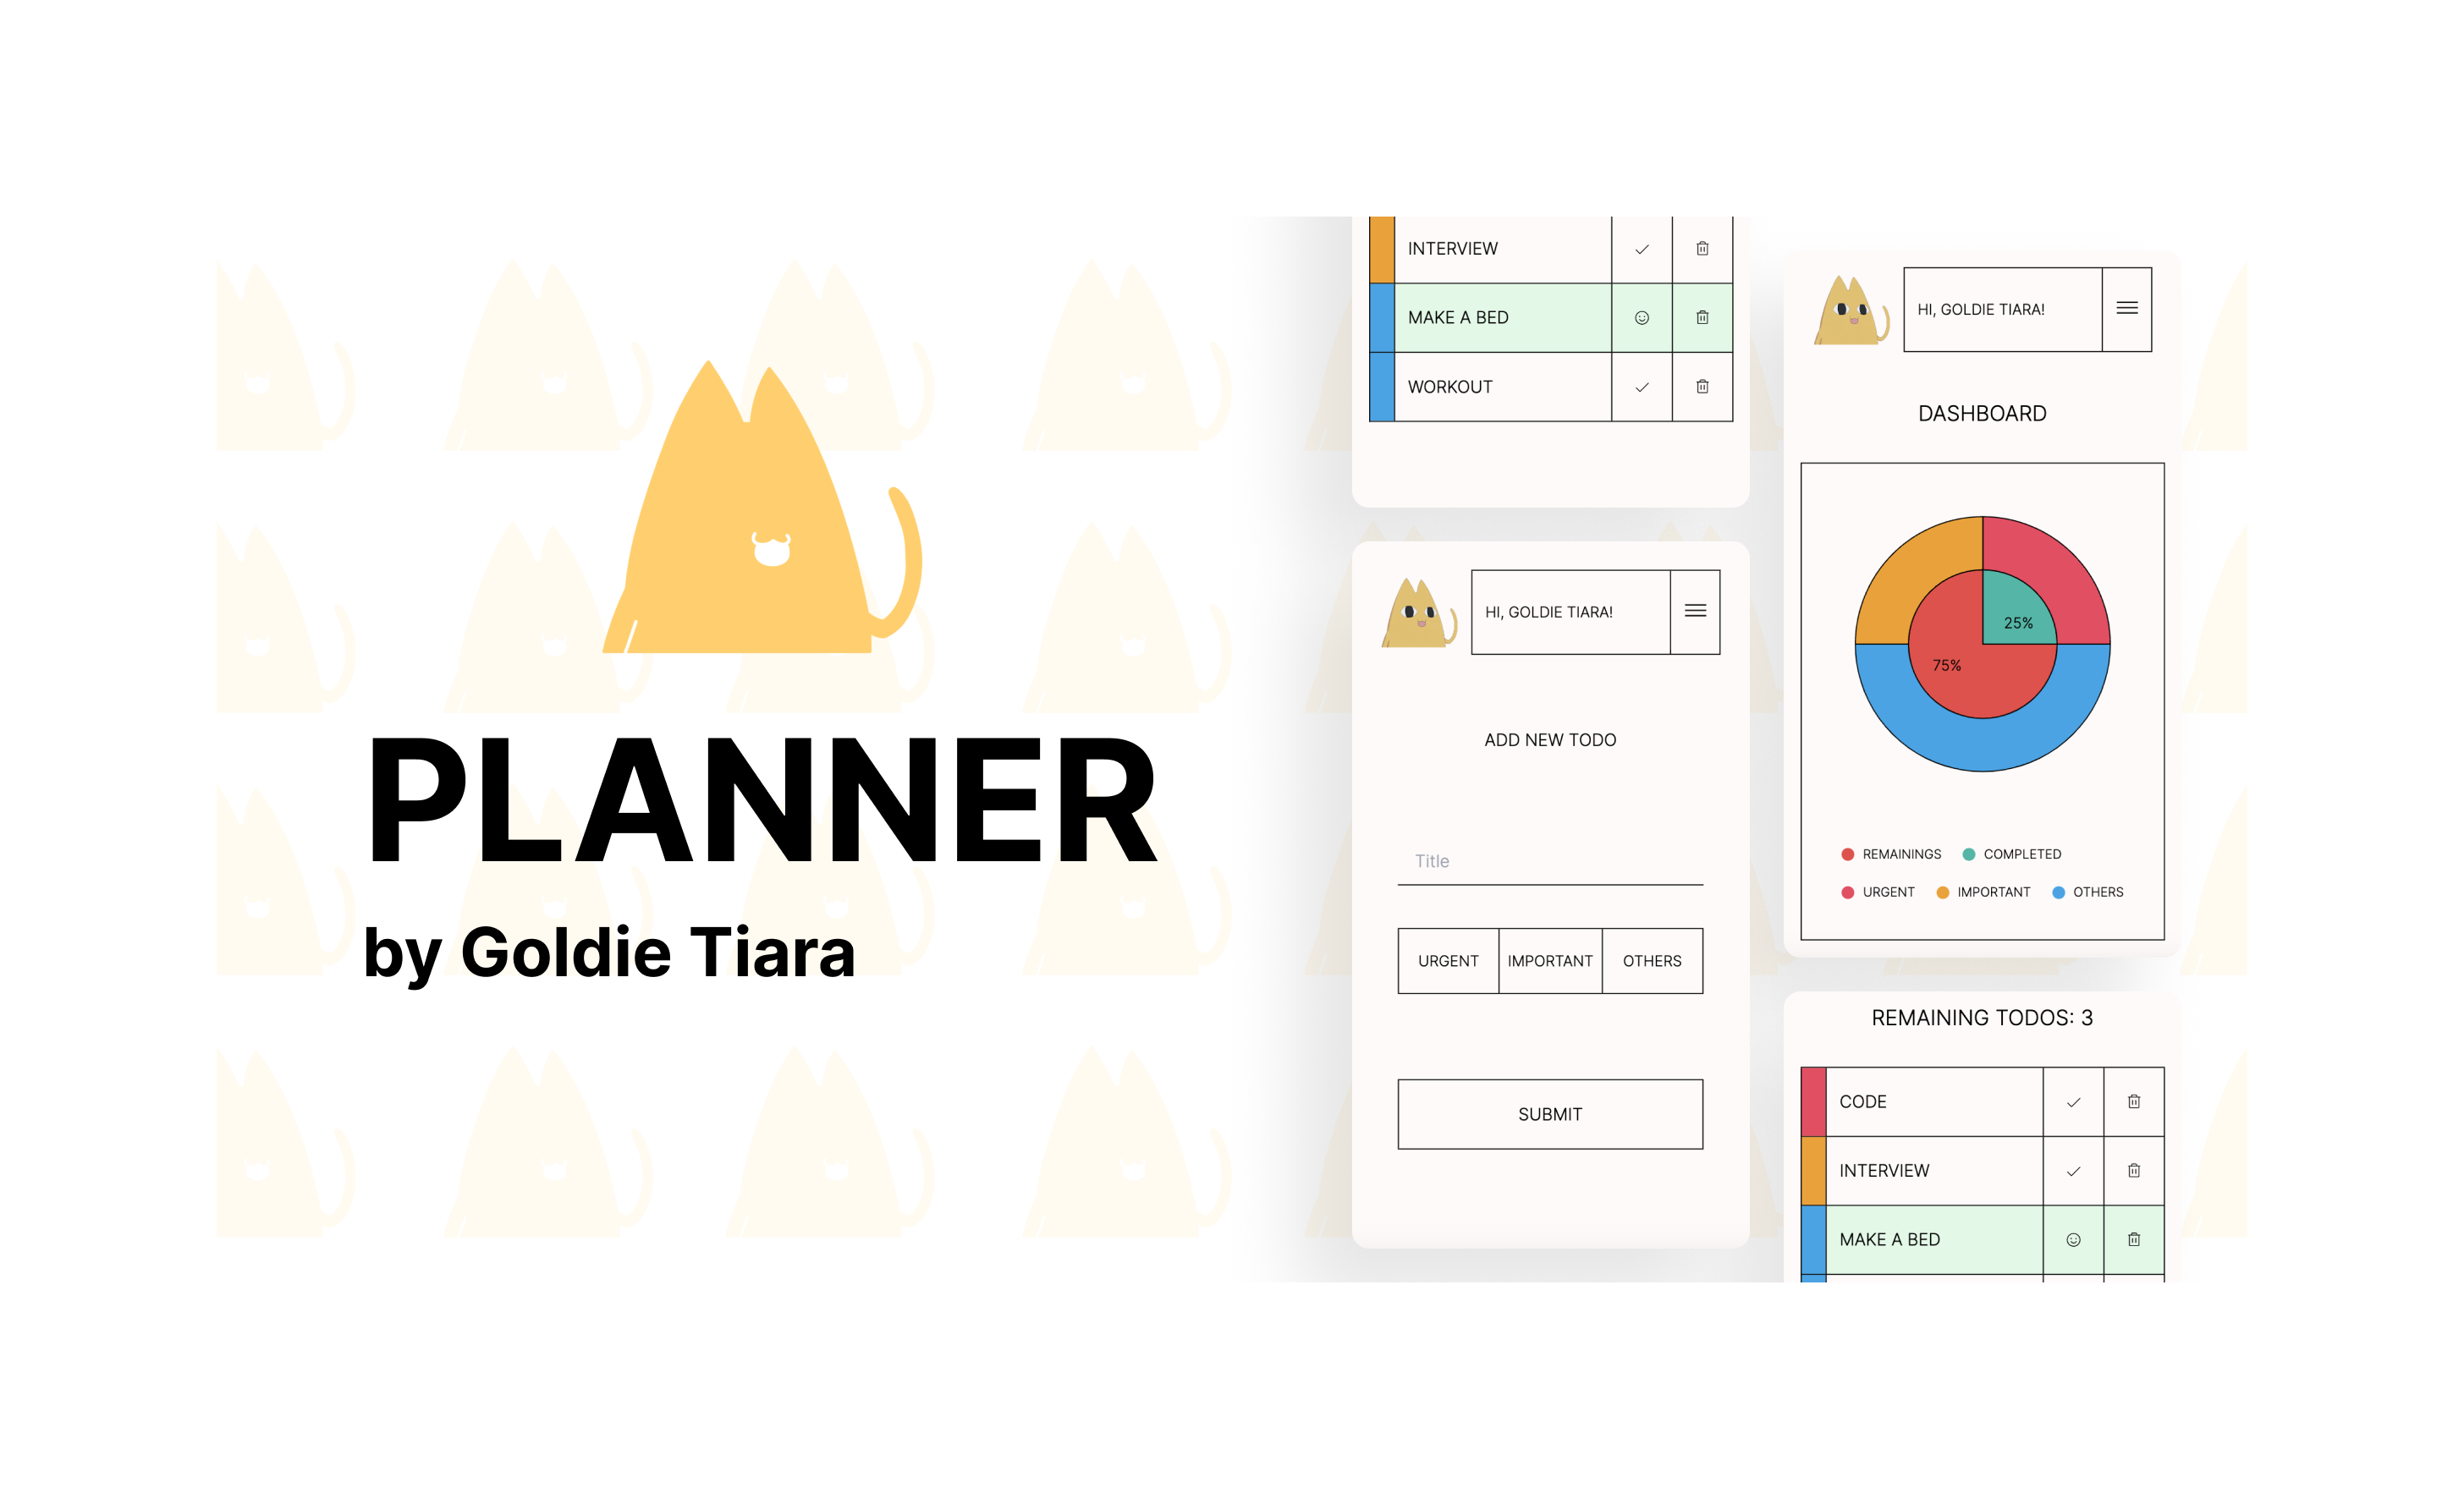 PLANNER
by Goldie Tiara
INTERVIEW
MAKE A BED
WORKOUT
HI, GOLDIE TIARA!
ADD NEW TODO
Title
URGENT IMPORTANT OTHERS
SUBMIT
HI, GOLDIE TIARA!
DASHBOARD
25%
75%
REMAININGS COMPLETED
URGENT IMPORTANT OTHERS
REMAINING TODOS: 3
CODE
INTERVIEW
MAKE A BED